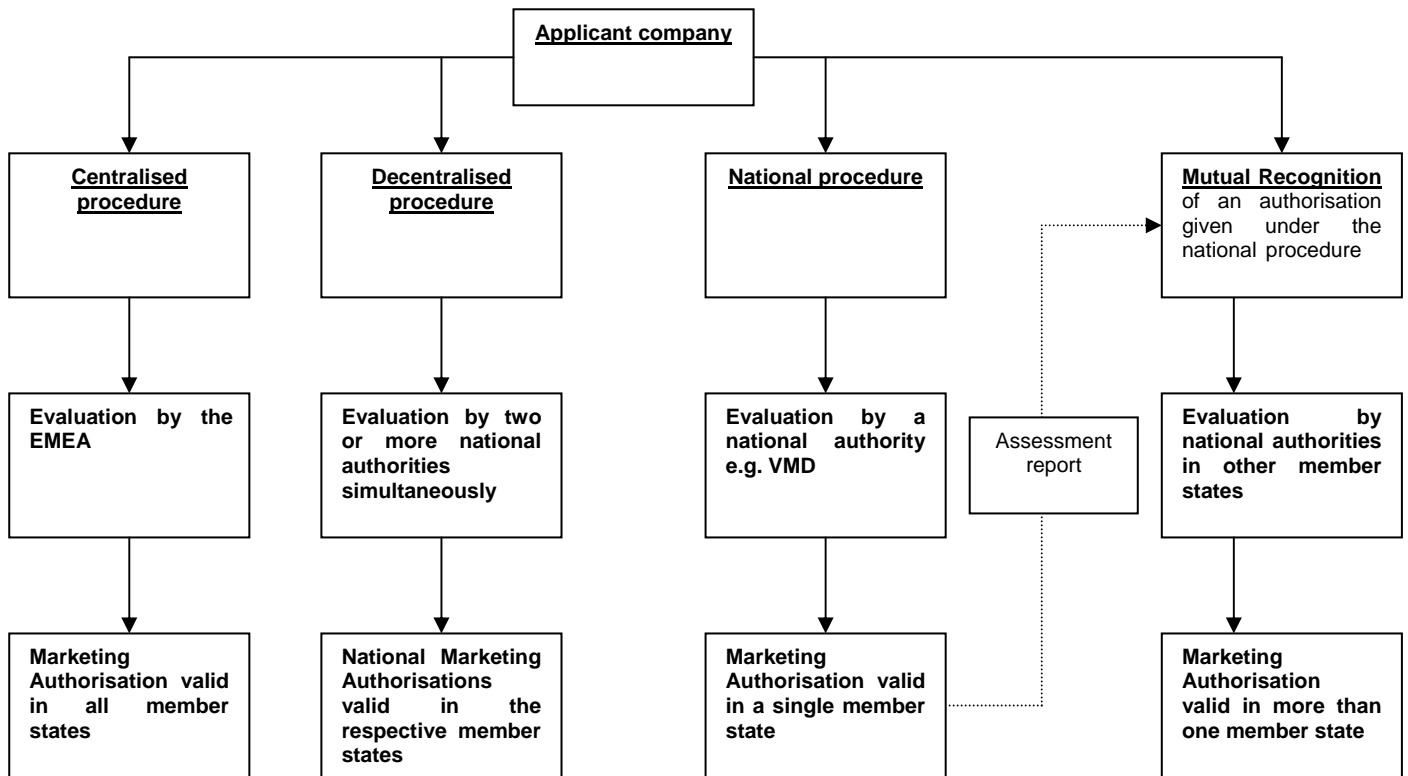 Applicant company
Centralised
procedure
Decentralised
procedure
National procedure
Mutual Recognition
of an authorisation
given under the
national procedure
Evaluation by the
EMEA
Evaluation by two
or more national
authorities
simultaneously
Evaluation by a
national authority
e.g. VMD
Assessment
report
Evaluation by
national authorities
in other member
states
Marketing
Authorisation valid
in all member
states
National Marketing
Authorisations
valid in the
respective member
states
Marketing
Authorisation valid
in a single member
state
Marketing
Authorisation
valid in more than
one member state